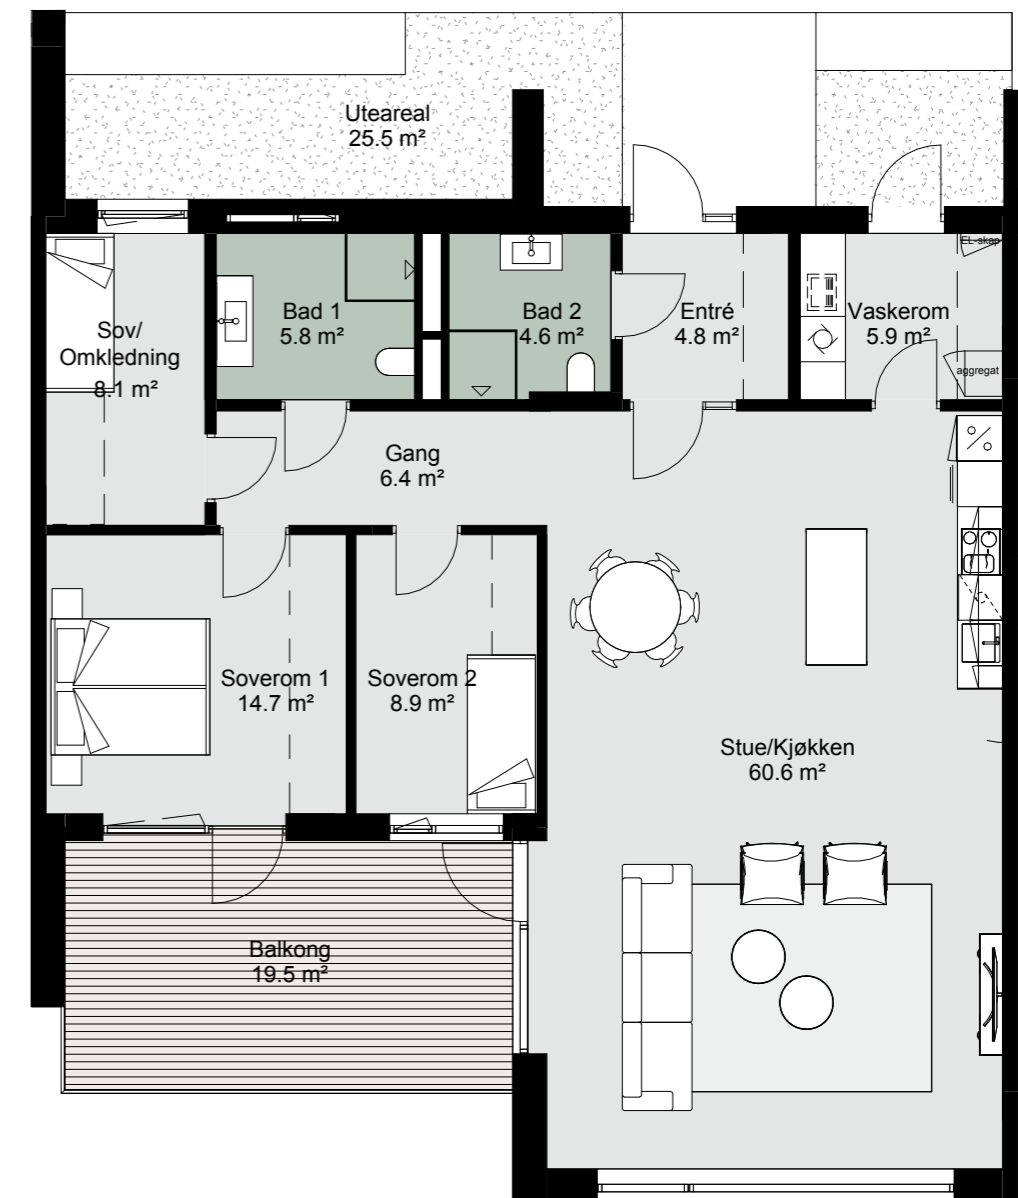 Uteareal
25.5 m²
EL-skap
Bad 1
5.8 m²
Bad 2
4.6 m²
Entré
4.8 m²
Vaskerom
5.9 m²
Sov/
Omkledning
8.1 m²
aggregat
Gang
6.4 m²
Soverom 1
14.7 m²
Soverom 2
8.9 m²
Stue/Kjøkken
60.6 m²
Balkong
19.5 m²